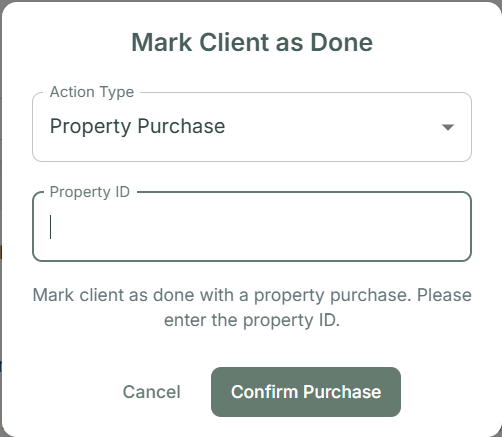 Mark Client as Done
Action Type
Property Purchase
Property ID
Mark client as done with a property purchase. Please
enter the property ID.
Cancel
Confirm Purchase